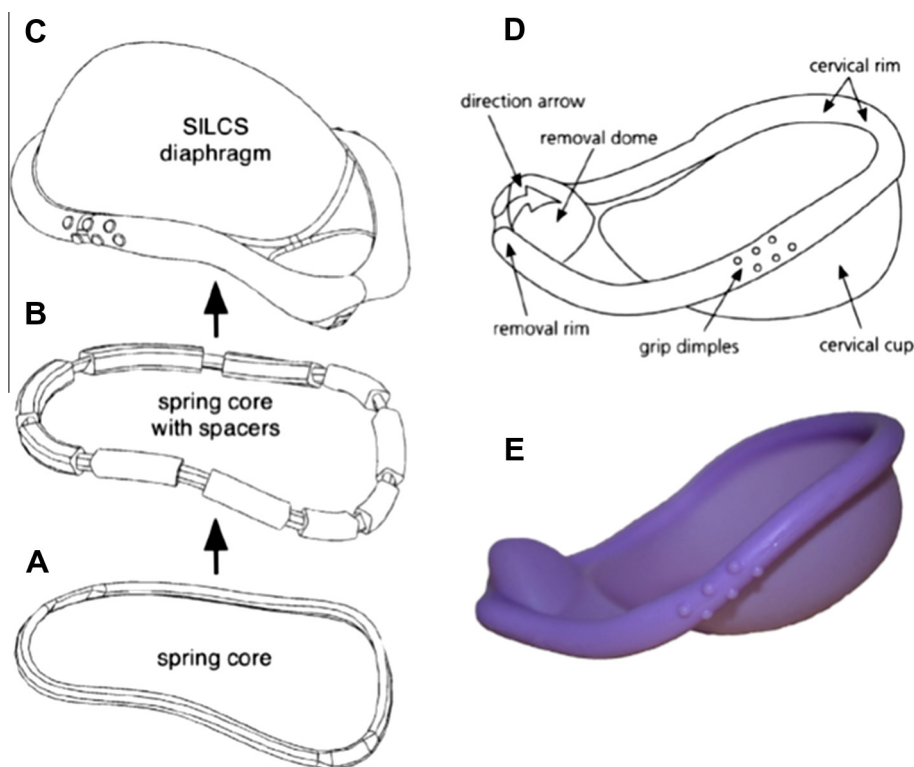 C
SILCS
diaphragm
B
spring core
with spacers
A
spring core
D
cervical rim
direction arrow
removal dome
removal rim
grip dimples
cervical cup
E